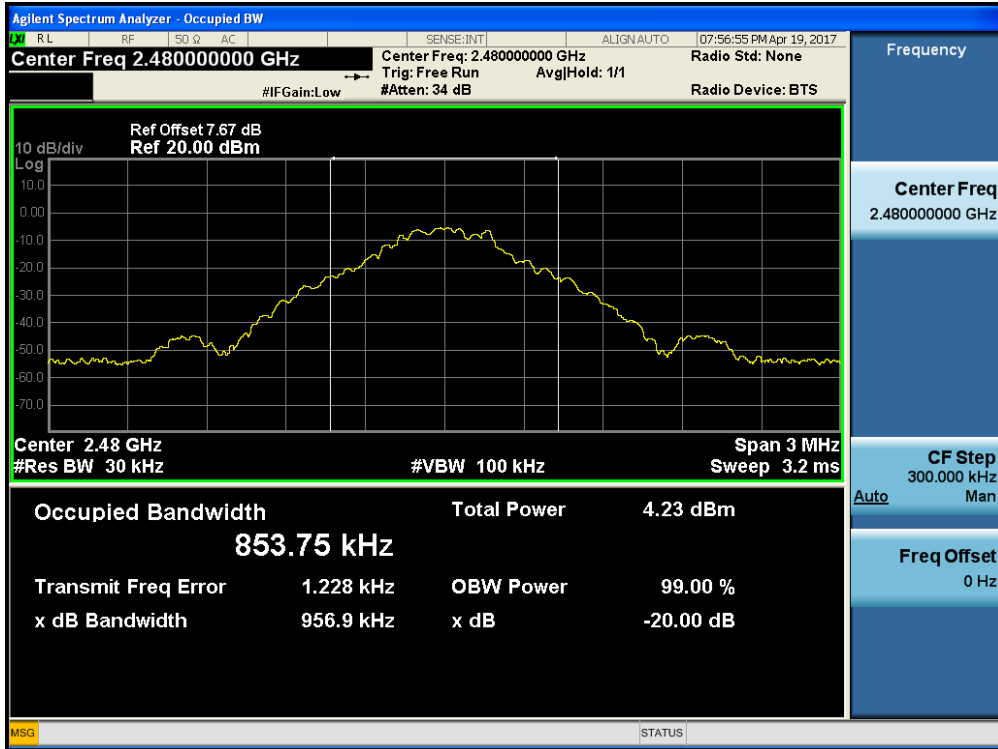 Agilent Spectrum Analyzer - Occupied BW
LXI RL RF 50 Ω AC SENSE:INT ALIGN AUTO 07:56:55 PM Apr 19, 2017
Center Freq 2.480000000 GHz
Center Freq: 2.480000000 GHz
Radio Std: None
Trig: Free Run Avg|Hold: 1/1
#IFGain:Low
#Atten: 34 dB
Radio Device: BTS
Ref Offset 7.67 dB
10 dB/div Ref 20.00 dBm
Log
10.0
0.00
-10.0
-20.0
-30.0
-40.0
-50.0
-60.0
-70.0
Center 2.48 GHz Span 3 MHz
#Res BW 30 kHz #VBW 100 kHz Sweep 3.2 ms
Occupied Bandwidth Total Power 4.23 dBm
853.75 kHz
Transmit Freq Error 1.228 kHz OBW Power 99.00 %
x dB Bandwidth 956.9 kHz x dB -20.00 dB
MSG STATUS
Frequency
Center Freq
2.480000000 GHz
CF Step
300.000 kHz
Auto Man
Freq Offset
0 Hz